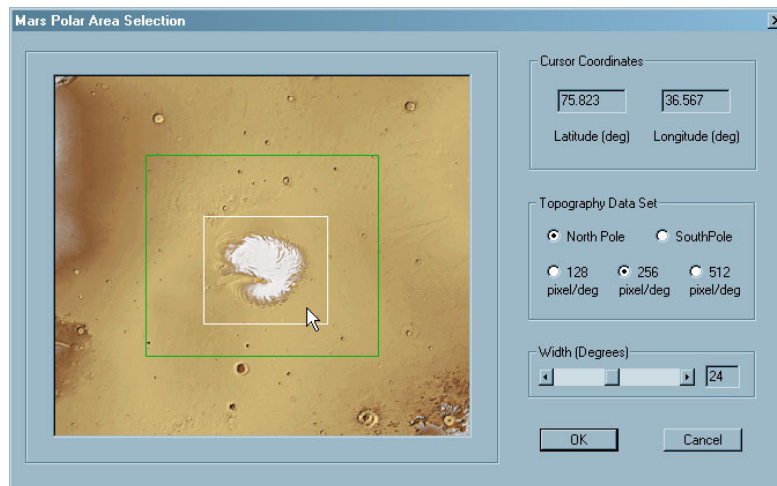 Mars Polar Area Selection
Cursor Coordinates
75.823 36.567
Latitude (deg) Longitude (deg)
Topography Data Set
North Pole SouthPole
128 256 512
pixel/deg pixel/deg pixel/deg
Width (Degrees)
24
OK Cancel